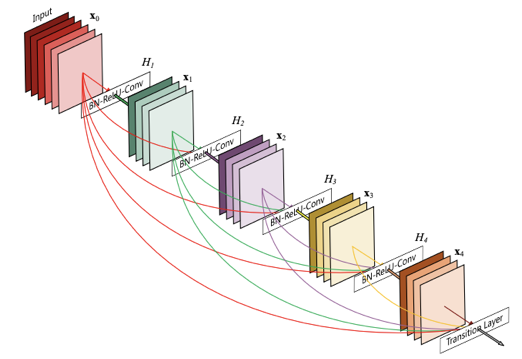 Input
x₀
H₁
BN-ReLU-Conv
x₁
H₂
BN-ReLU-Conv
x₂
H₃
BN-ReLU-Conv
x₃
H₄
BN-ReLU-Conv
x₄
Transition Layer